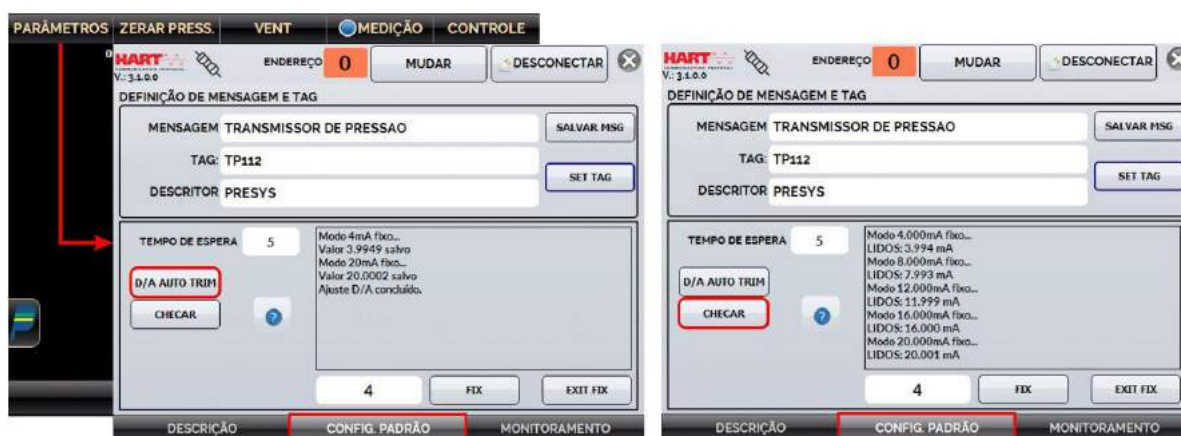 PARÂMETROS ZERAR PRESS. VENT MEDIÇÃO CONTROLE
HART
V.: 3.1.0.0
ENDEREÇO 0 MUDAR DESCONECTAR
DEFINIÇÃO DE MENSAGEM E TAG
MENSAGEM TRANSMISSOR DE PRESSAO SALVAR MSG
TAG: TP112
SET TAG
DESCRITOR PRESYS
TEMPO DE ESPERA 5
D/A AUTO TRIM
CHECAR
?
Modo 4mA fixo...
Valor 3.9949 salvo
Modo 20mA fixo...
Valor 20.0002 salvo
Ajuste D/A concluído.
4 FIX EXIT FIX
DESCRIÇÃO CONFIG. PADRÃO MONITORAMENTO
HART
V.: 3.1.0.0
ENDEREÇO 0 MUDAR DESCONECTAR
DEFINIÇÃO DE MENSAGEM E TAG
MENSAGEM TRANSMISSOR DE PRESSAO SALVAR MSG
TAG: TP112
SET TAG
DESCRITOR PRESYS
TEMPO DE ESPERA 5
D/A AUTO TRIM
CHECAR
?
Modo 4.000mA fixo...
LIDOS: 3.994 mA
Modo 8.000mA fixo...
LIDOS: 7.993 mA
Modo 12.000mA fixo...
LIDOS: 11.999 mA
Modo 16.000mA fixo...
LIDOS: 16.000 mA
Modo 20.000mA fixo...
LIDOS: 20.001 mA
4 FIX EXIT FIX
DESCRIÇÃO CONFIG. PADRÃO MONITORAMENTO